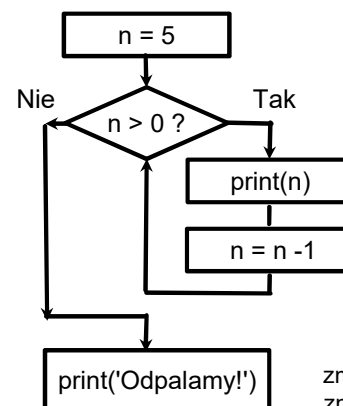 n = 5
Nie
Tak
n > 0 ?
print(n)
n = n -1
print('Odpalamy!')